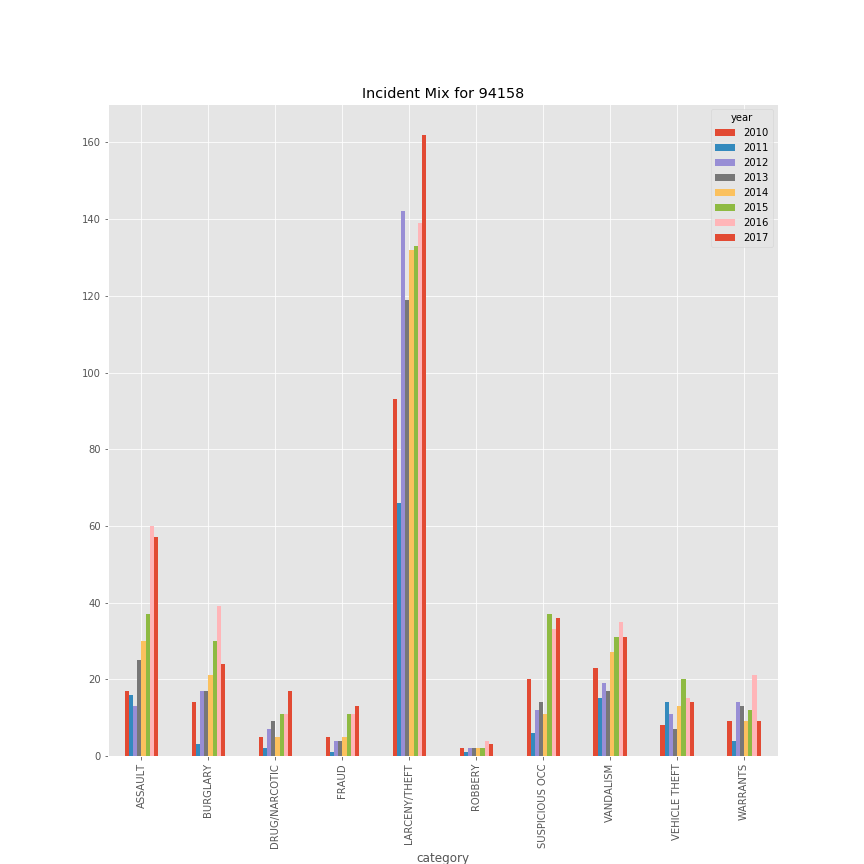 Incident Mix for 94158
year
2010
2011
2012
2013
2014
2015
2016
2017
160
140
120
100
80
60
40
20
0
ASSAULT
BURGLARY
DRUG/NARCOTIC
FRAUD
LARCENY/THEFT
ROBBERY
SUSPICIOUS OCC
VANDALISM
VEHICLE THEFT
WARRANTS
category